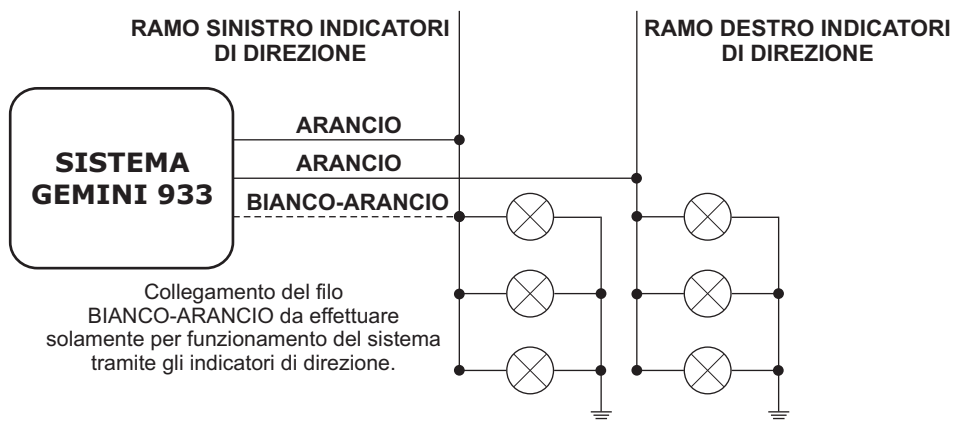 RAMO SINISTRO INDICATORI
DI DIREZIONE
RAMO DESTRO INDICATORI
DI DIREZIONE
SISTEMA
GEMINI 933
ARANCIO
ARANCIO
BIANCO-ARANCIO
Collegamento del filo
BIANCO-ARANCIO da effettuare
solamente per funzionamento del sistema
tramite gli indicatori di direzione.